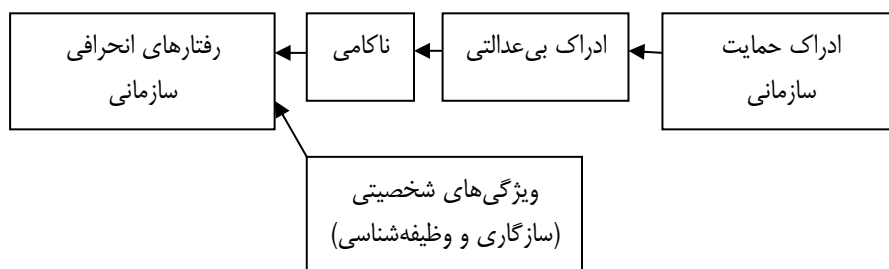 ادراک حمایت
سازمانی
ادراک بی‌عدالتی
ناکامی
رفتارهای انحرافی
سازمانی
ویژگی‌های شخصیتی
(سازگاری و وظیفه‌شناسی)